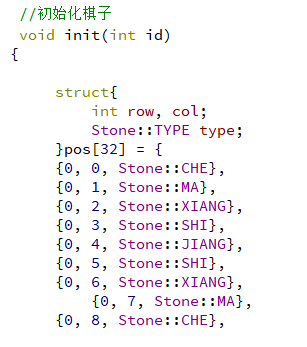 //初始化棋子
void init(int id)
{
struct{
int row, col;
Stone::TYPE type;
}pos[32] = {
{0, 0, Stone::CHE},
{0, 1, Stone::MA},
{0, 2, Stone::XIANG},
{0, 3, Stone::SHI},
{0, 4, Stone::JIANG},
{0, 5, Stone::SHI},
{0, 6, Stone::XIANG},
{0, 7, Stone::MA},
{0, 8, Stone::CHE},